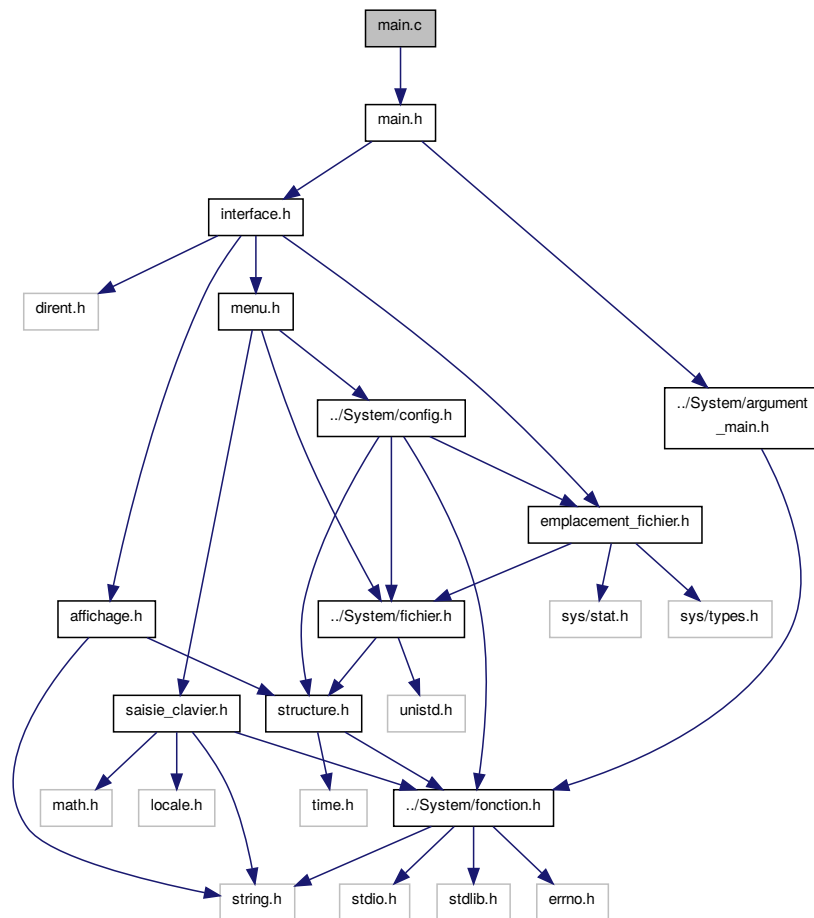 main.c
main.h
interface.h
dirent.h
menu.h
../System/config.h
../System/argument
_main.h
emplacement_fichier.h
affichage.h
../System/fichier.h
sys/stat.h
sys/types.h
saisie_clavier.h
structure.h
unistd.h
math.h
locale.h
time.h
../System/fonction.h
string.h
stdio.h
stdlib.h
errno.h